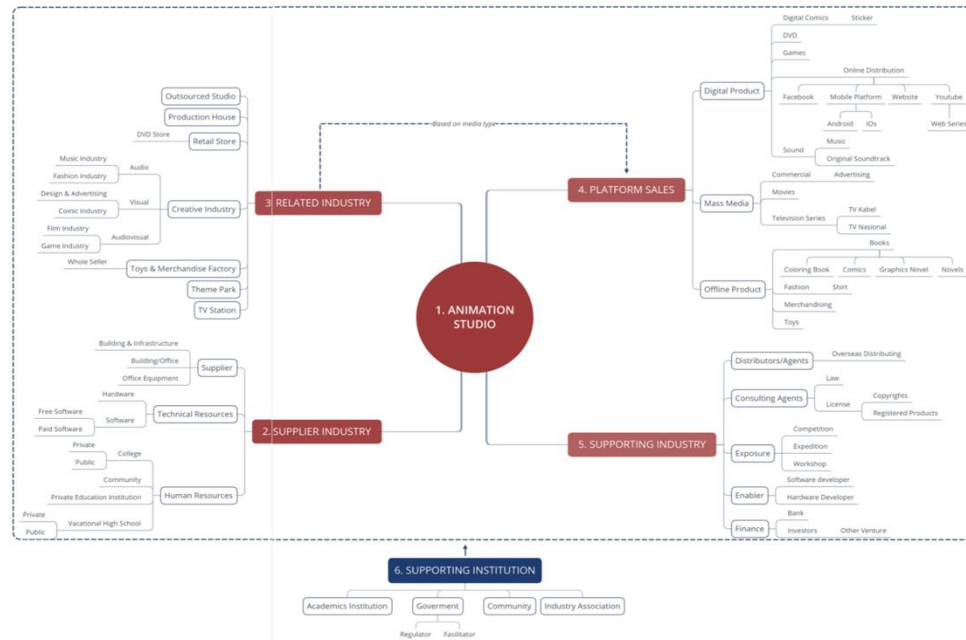 Outsourced Studio
Production House
DVD Store
Retail Store
Music Industry
Audio
Fashion Industry
Design & Advertising
Visual
Comic Industry
Creative Industry
Film Industry
Audiovisual
Game Industry
Whole Seller
Toys & Merchandise Factory
Theme Park
TV Station
3. RELATED INDUSTRY
Based on media type
4. PLATFORM SALES
Digital Product
Digital Comics
Sticker
DVD
Games
Online Distribution
Facebook
Mobile Platform
Website
Youtube
Android
iOs
Web Series
Sound
Music
Original Soundtrack
Mass Media
Commercial
Advertising
Movies
Television Series
TV Kabel
TV Nasional
Offline Product
Books
Coloring Book
Comics
Graphics Novel
Novels
Fashion
Shirt
Merchandising
Toys
1. ANIMATION
STUDIO
Building & Infrastructure
Building/Office
Office Equipment
Supplier
Hardware
Technical Resources
Free Software
Software
Paid Software
2.SUPPLIER INDUSTRY
Private
College
Public
Community
Private Education Institution
Human Resources
Private
Vacational High School
Public
5. SUPPORTING INDUSTRY
Distributors/Agents
Overseas Distributing
Consulting Agents
Law
License
Copyrights
Registered Products
Exposure
Competition
Expedition
Workshop
Enabler
Software developer
Hardware Developer
Finance
Bank
Investors
Other Venture
6. SUPPORTING INSTITUTION
Academics Institution
Goverment
Community
Industry Association
Regulator
Fasilitator